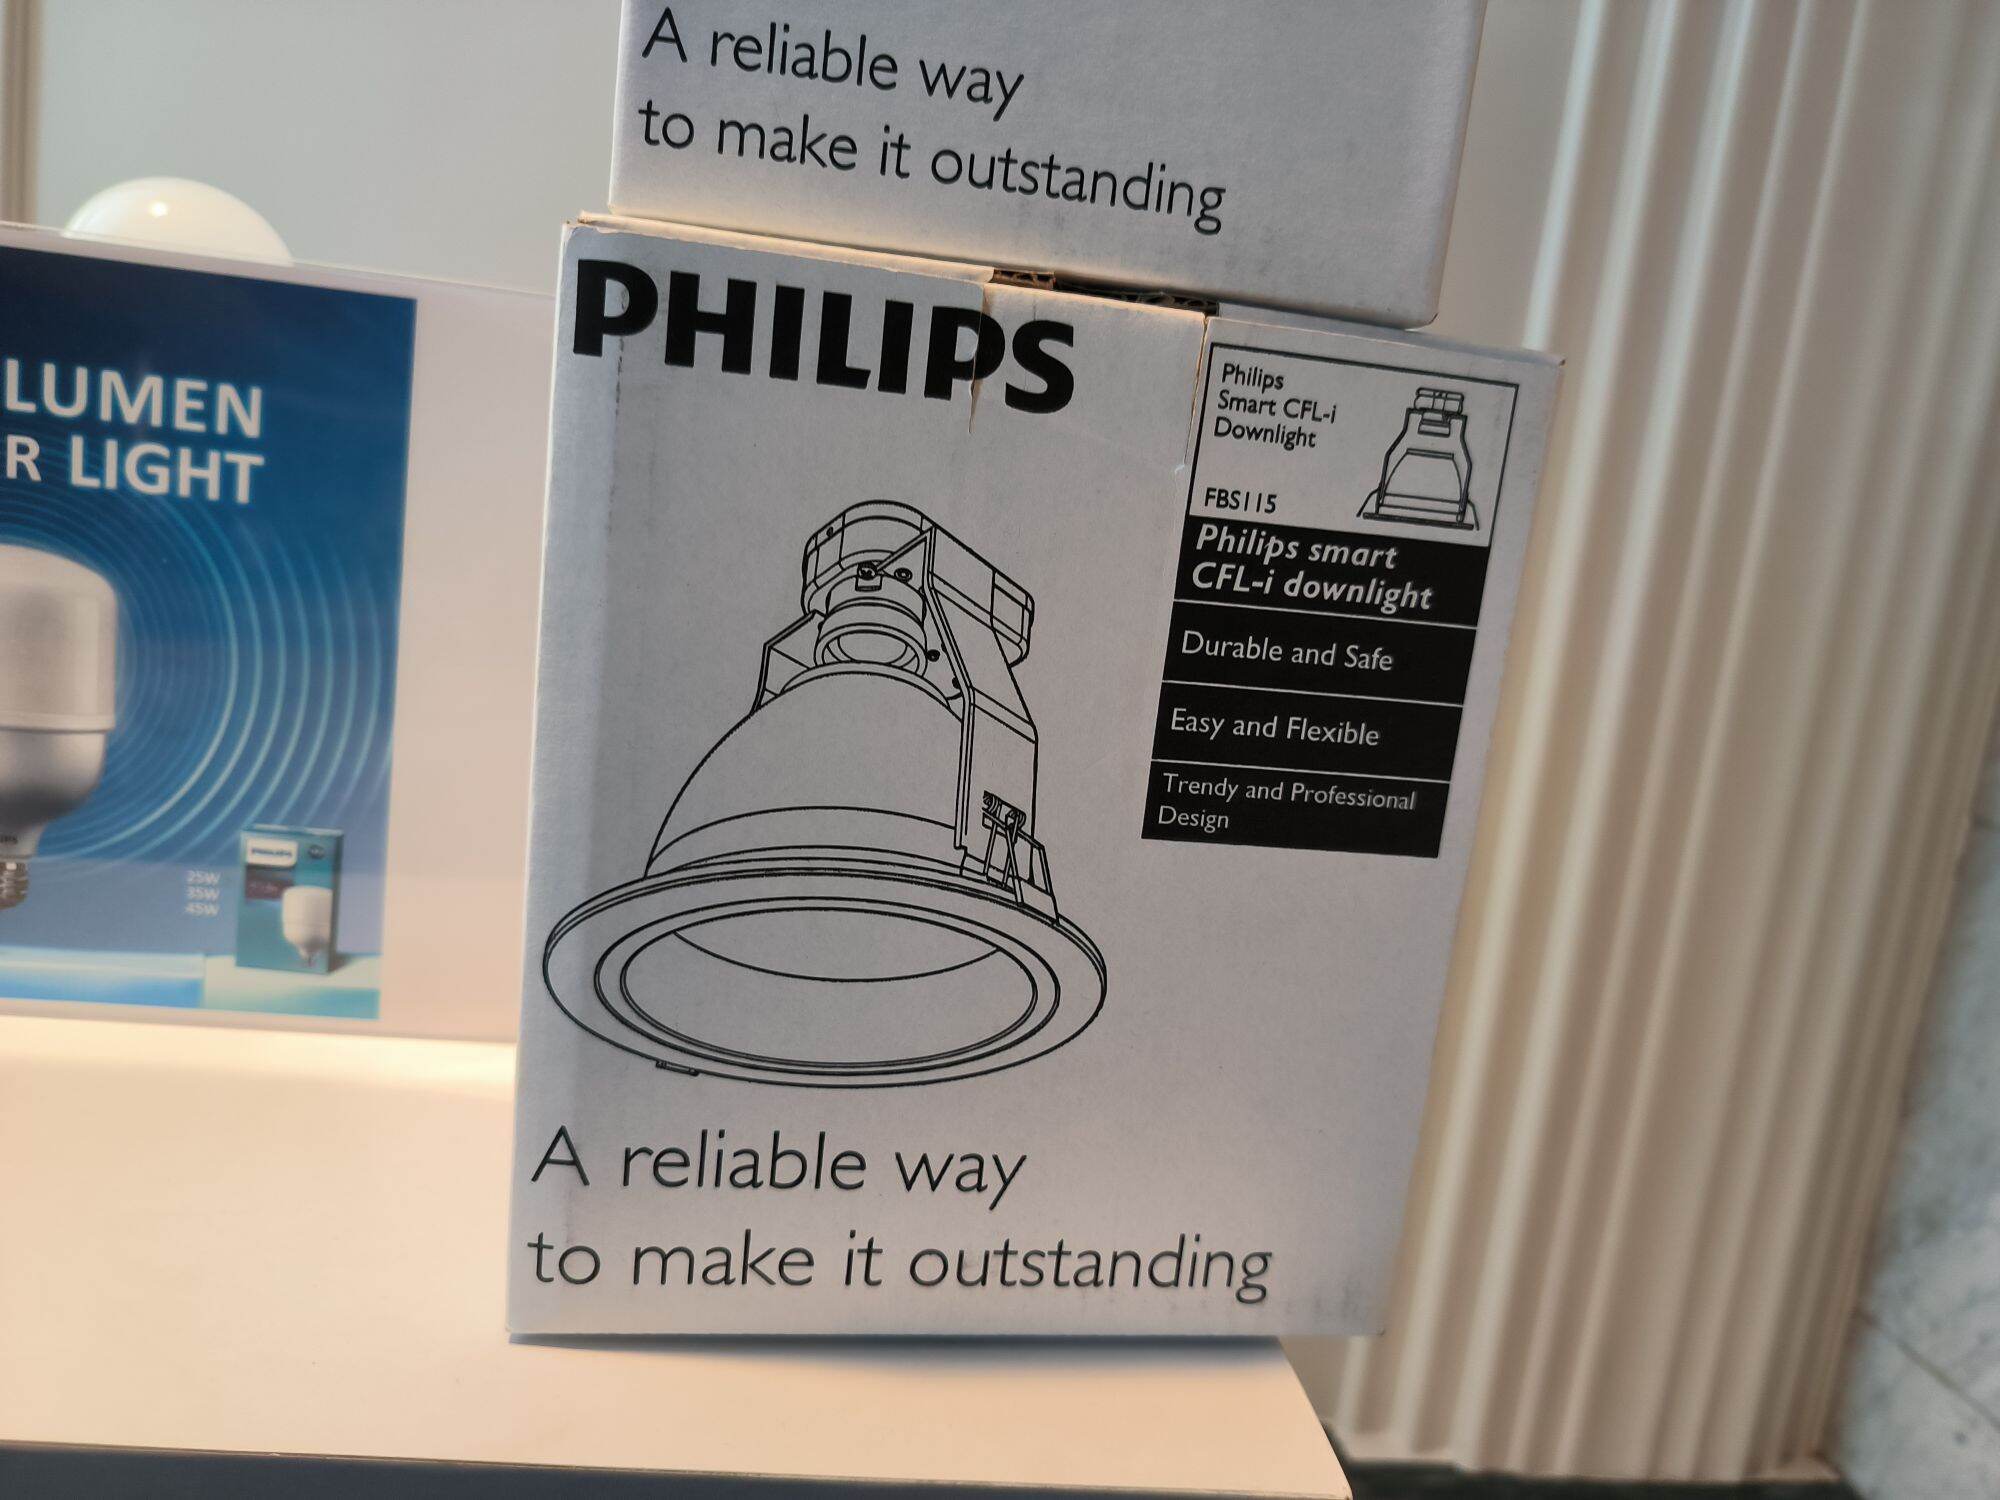 A reliable way
to make it outstanding
PHILIPS
Philips
Smart CFL-i
Downlight
FBS115
Philips smart
CFL-i downlight
Durable and Safe
Easy and Flexible
Trendy and Professional
Design
A reliable way
to make it outstanding
LUMEN
R LIGHT
25W
35W
45W
PHILIPS